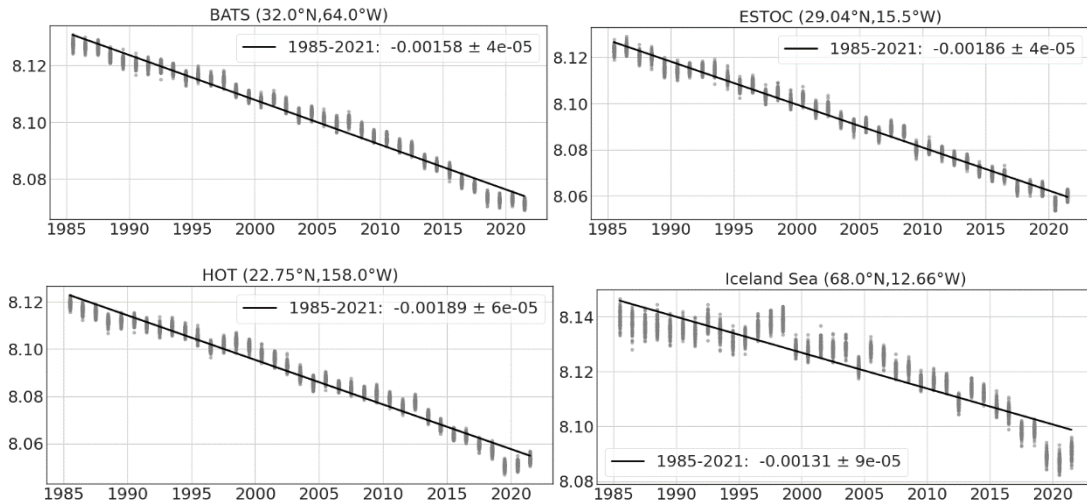 BATS (32.0°N,64.0°W)
1985-2021: -0.00158 ± 4e-05
8.12
8.10
8.08
1985 1990 1995 2000 2005 2010 2015 2020
ESTOC (29.04°N,15.5°W)
1985-2021: -0.00186 ± 4e-05
8.12
8.10
8.08
8.06
1985 1990 1995 2000 2005 2010 2015 2020
HOT (22.75°N,158.0°W)
1985-2021: -0.00189 ± 6e-05
8.12
8.10
8.08
8.06
1985 1990 1995 2000 2005 2010 2015 2020
Iceland Sea (68.0°N,12.66°W)
8.14
8.12
8.10
8.08
1985-2021: -0.00131 ± 9e-05
1985 1990 1995 2000 2005 2010 2015 2020